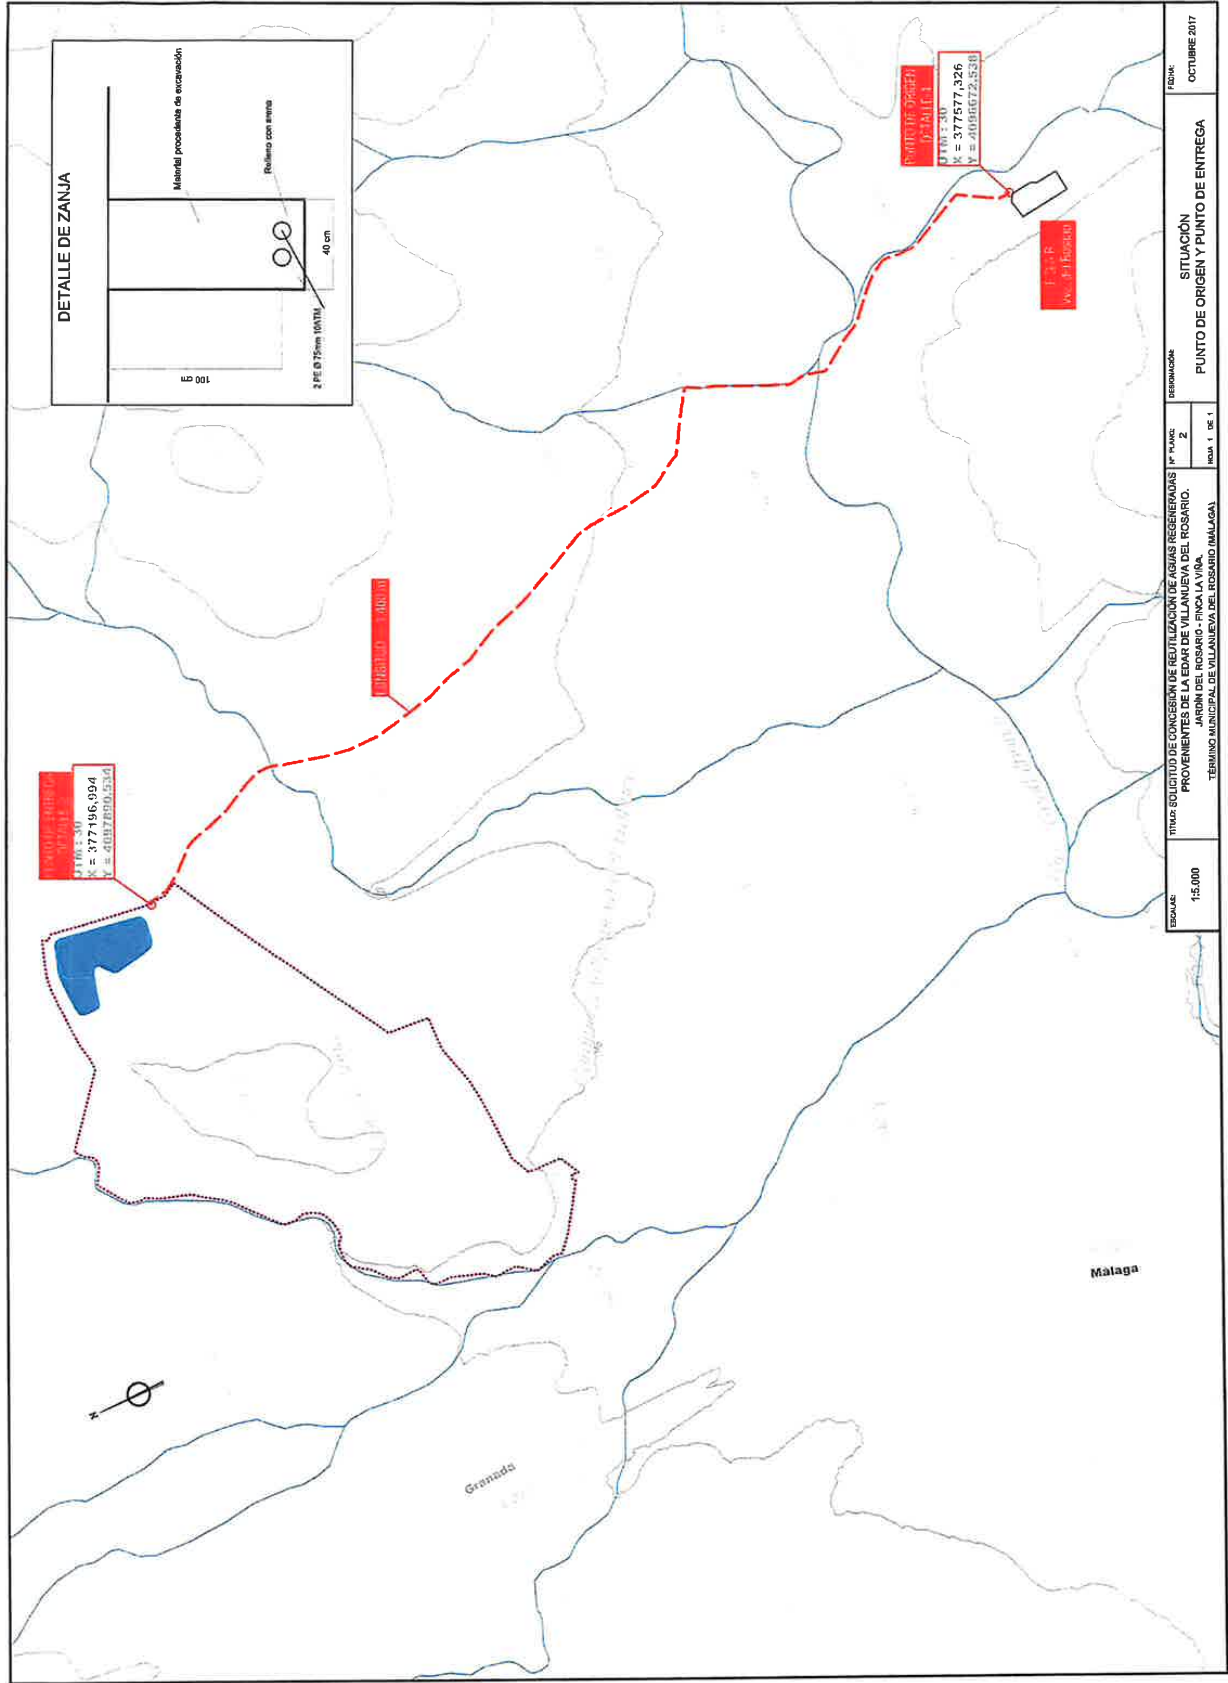 DETALLE DE ZANJA
Material procedente de excavación
Relleno con arena
100 cm
40 cm
2 PE Ø 75mm 10ATM
PUNTO DE ORIGEN
DETALLE 1
UTM : 30
X = 377577,326
Y = 4096672,538
UTM : 30
X = 377196,994
Y = 4097890,534
N
Granada
Málaga
ESCALAS:
1:5.000
TITULO: SOLICITUD DE CONCESIÓN DE REUTILIZACIÓN DE AGUAS REGENERADAS
PROVENIENTES DE LA EDAR DE VILLANUEVA DEL ROSARIO.
JARDÍN DEL ROSARIO - FINCA LA VIÑA.
TÉRMINO MUNICIPAL DE VILLANUEVA DEL ROSARIO (MÁLAGA)
Nº PLANO:
2
HOJA 1 DE 1
DESIGNACIÓN:
SITUACIÓN
PUNTO DE ORIGEN Y PUNTO DE ENTREGA
FECHA:
OCTUBRE 2017